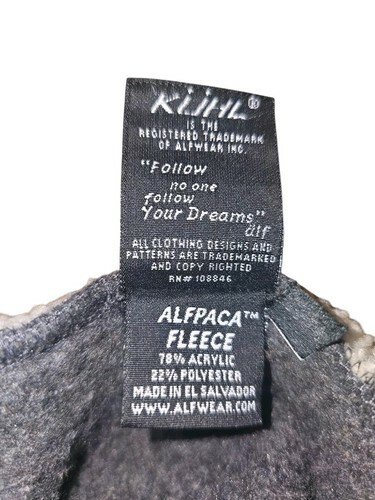 KÜHL®
IS THE
REGISTERED TRADEMARK
OF ALFWEAR INC.
"Follow
no one
follow
Your Dreams"
älf
ALL CLOTHING DESIGNS AND
PATTERNS ARE TRADEMARKED
AND COPY RIGHTED
RN# 108846
ALFPACA™
FLEECE
78% ACRYLIC
22% POLYESTER
MADE IN EL SALVADOR
WWW.ALFWEAR.COM